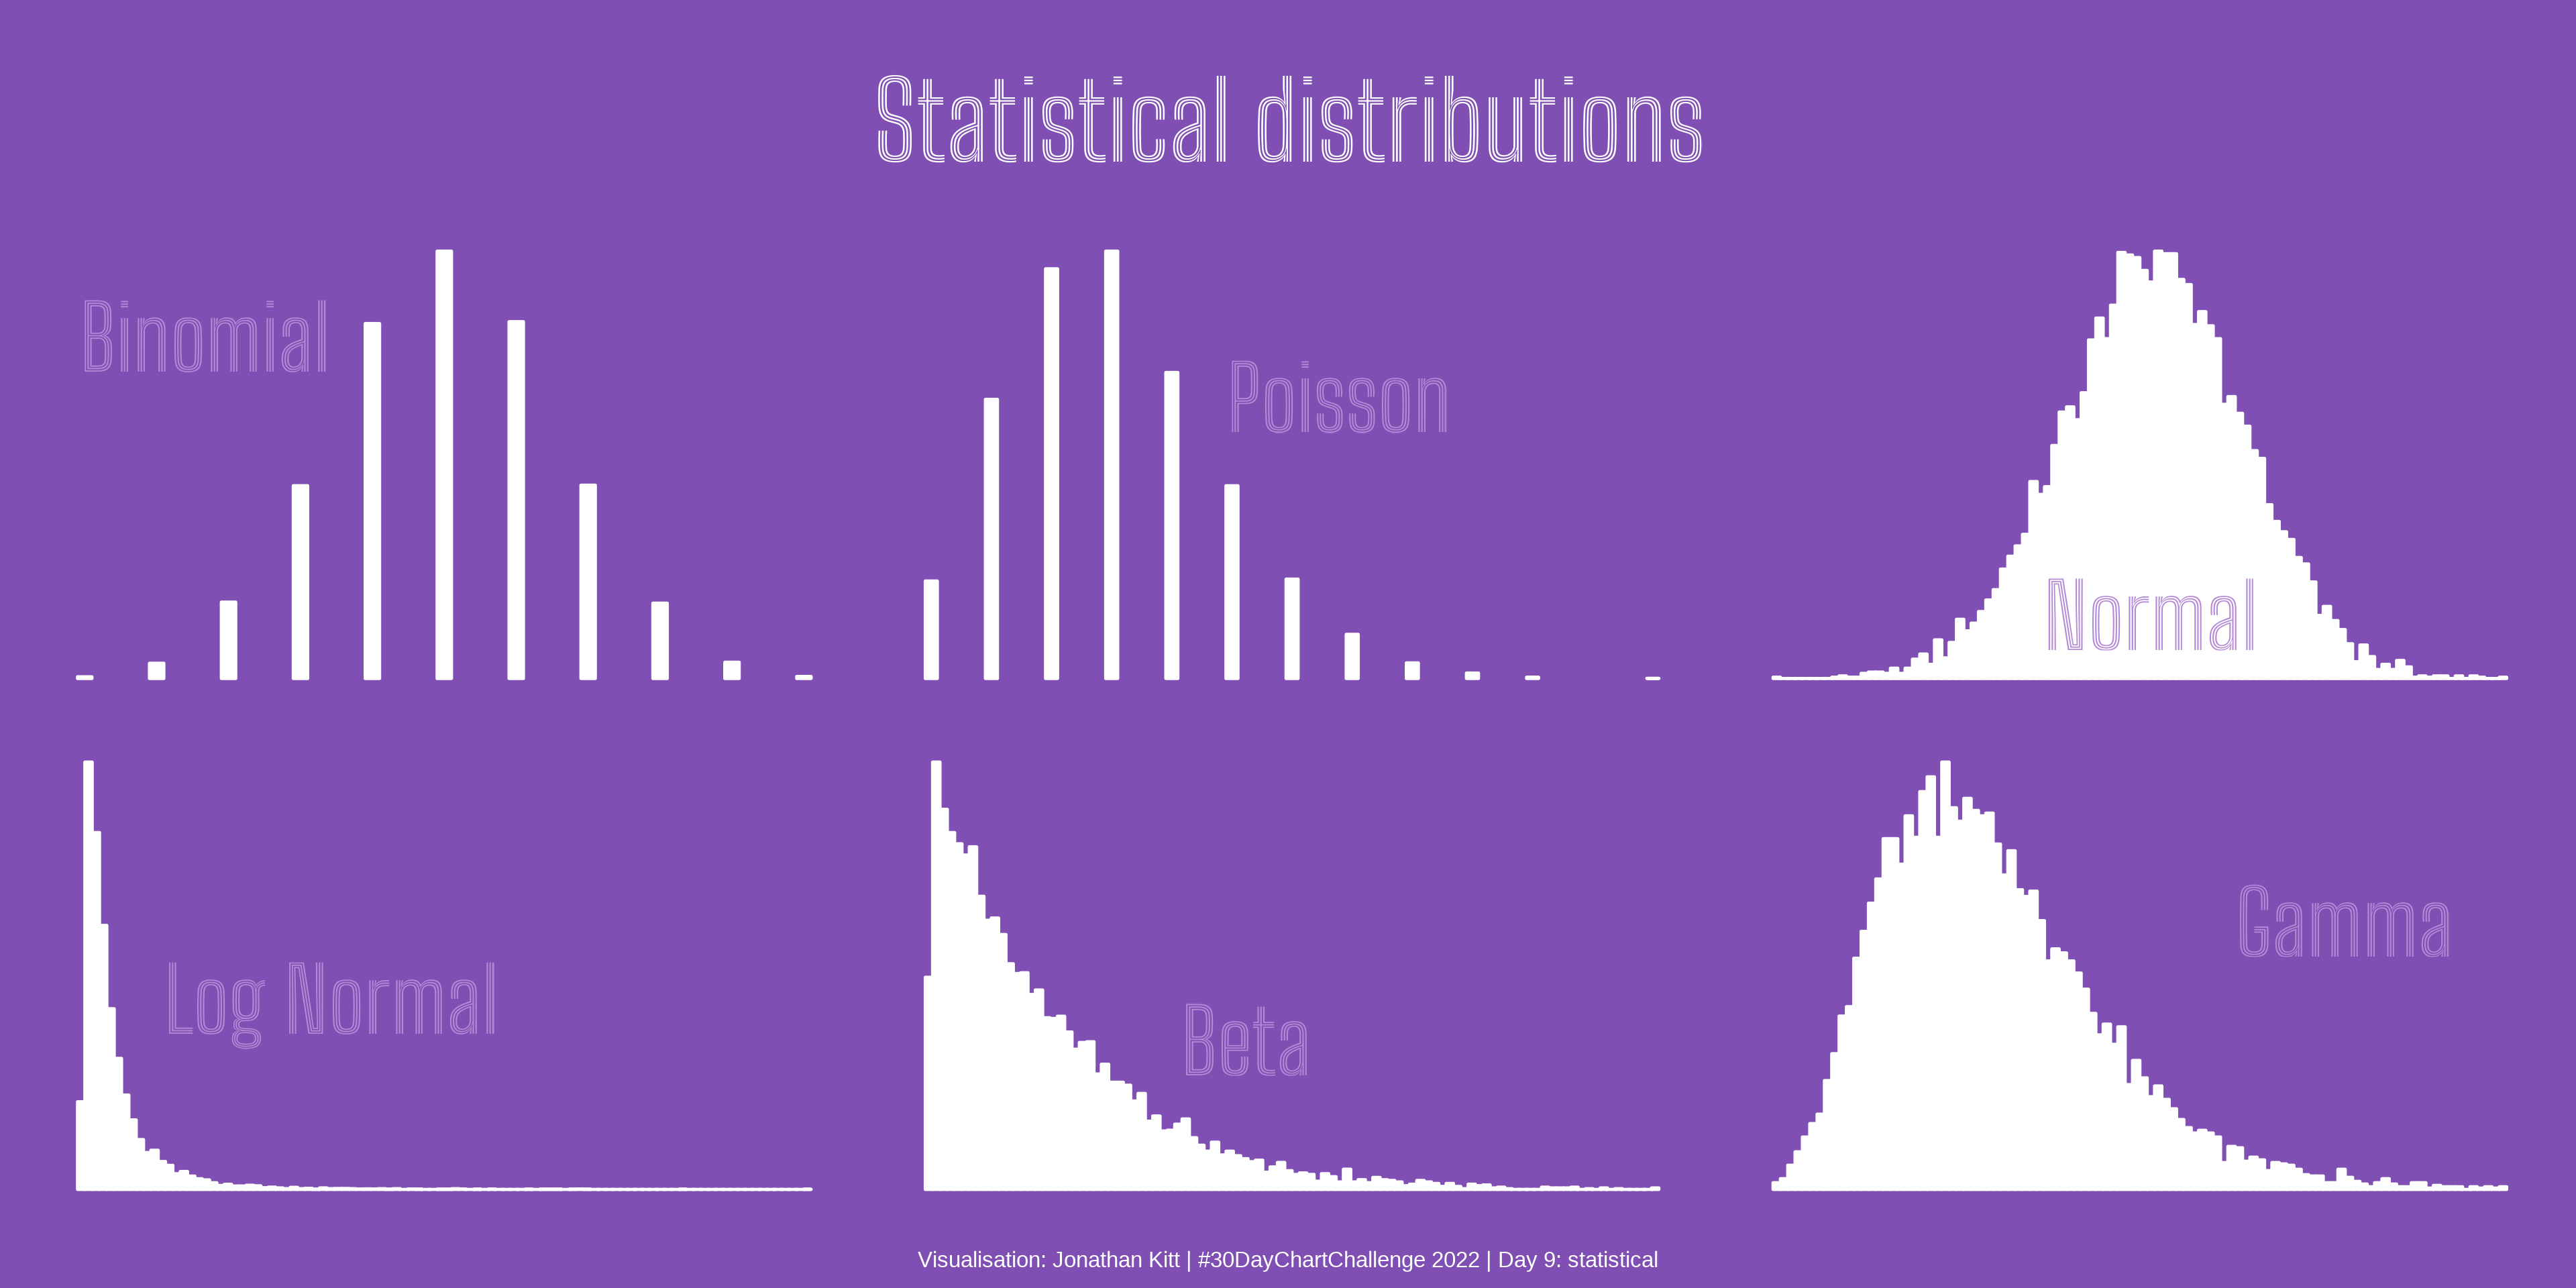 Statistical distributions
Binomial
Poisson
Normal
Log Normal
Beta
Gamma
Visualisation: Jonathan Kitt | #30DayChartChallenge 2022 | Day 9: statistical